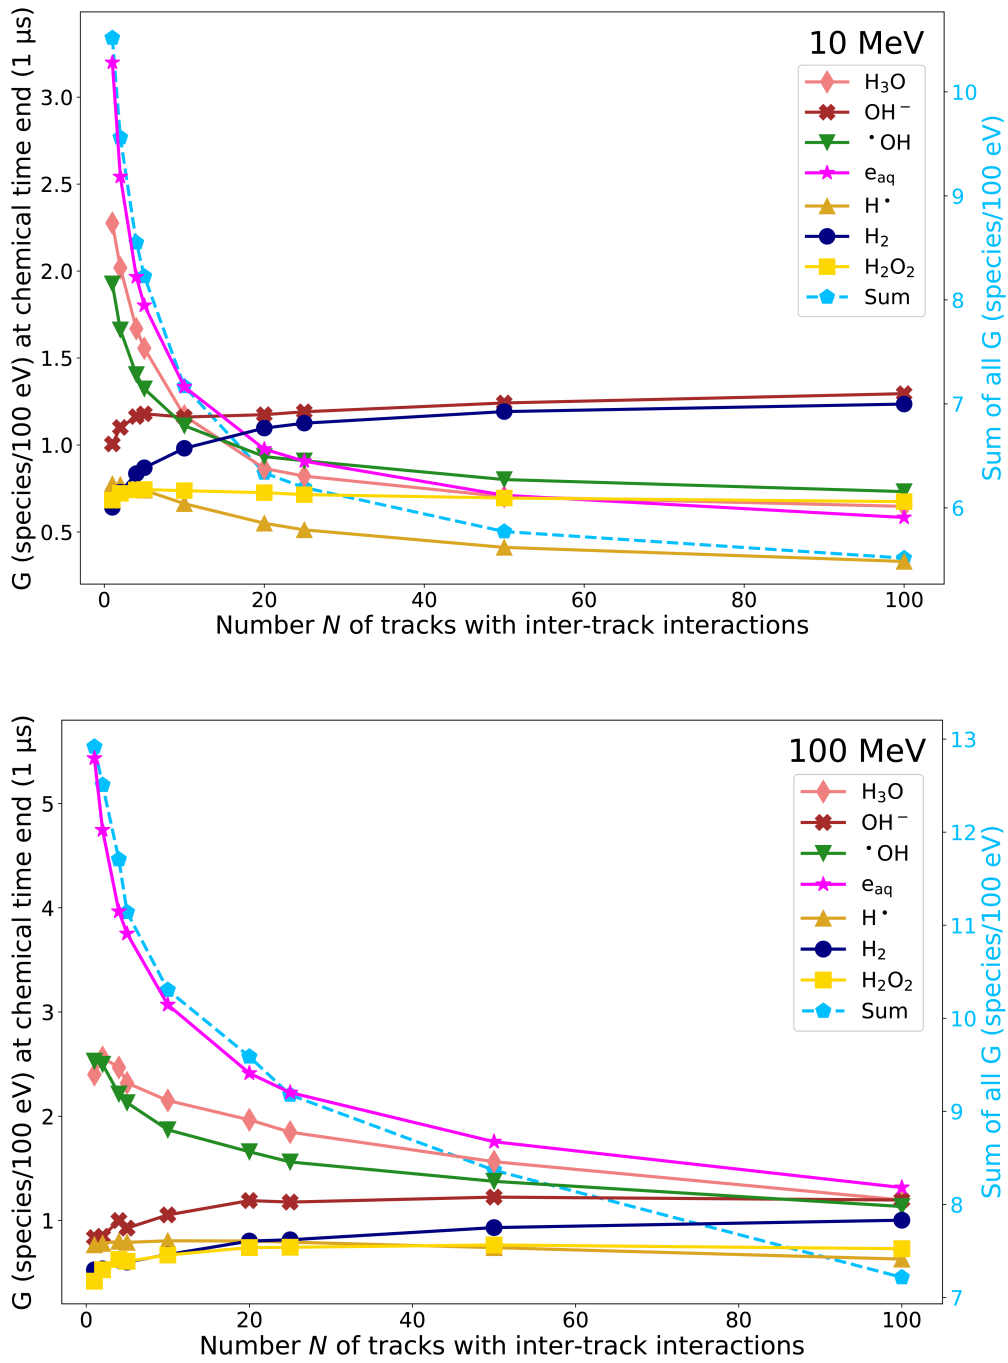 10 MeV
G (species/100 eV) at chemical time end (1 µs)
3.0
2.5
2.0
1.5
1.0
0.5
H₃O
OH⁻
•OH
eaq
H•
H₂
H₂O₂
Sum
10
9
8
7
6
Sum of all G (species/100 eV)
0 20 40 60 80 100
Number N of tracks with inter-track interactions
100 MeV
G (species/100 eV) at chemical time end (1 µs)
5
4
3
2
1
H₃O
OH⁻
•OH
eaq
H•
H₂
H₂O₂
Sum
13
12
11
10
9
8
7
Sum of all G (species/100 eV)
0 20 40 60 80 100
Number N of tracks with inter-track interactions